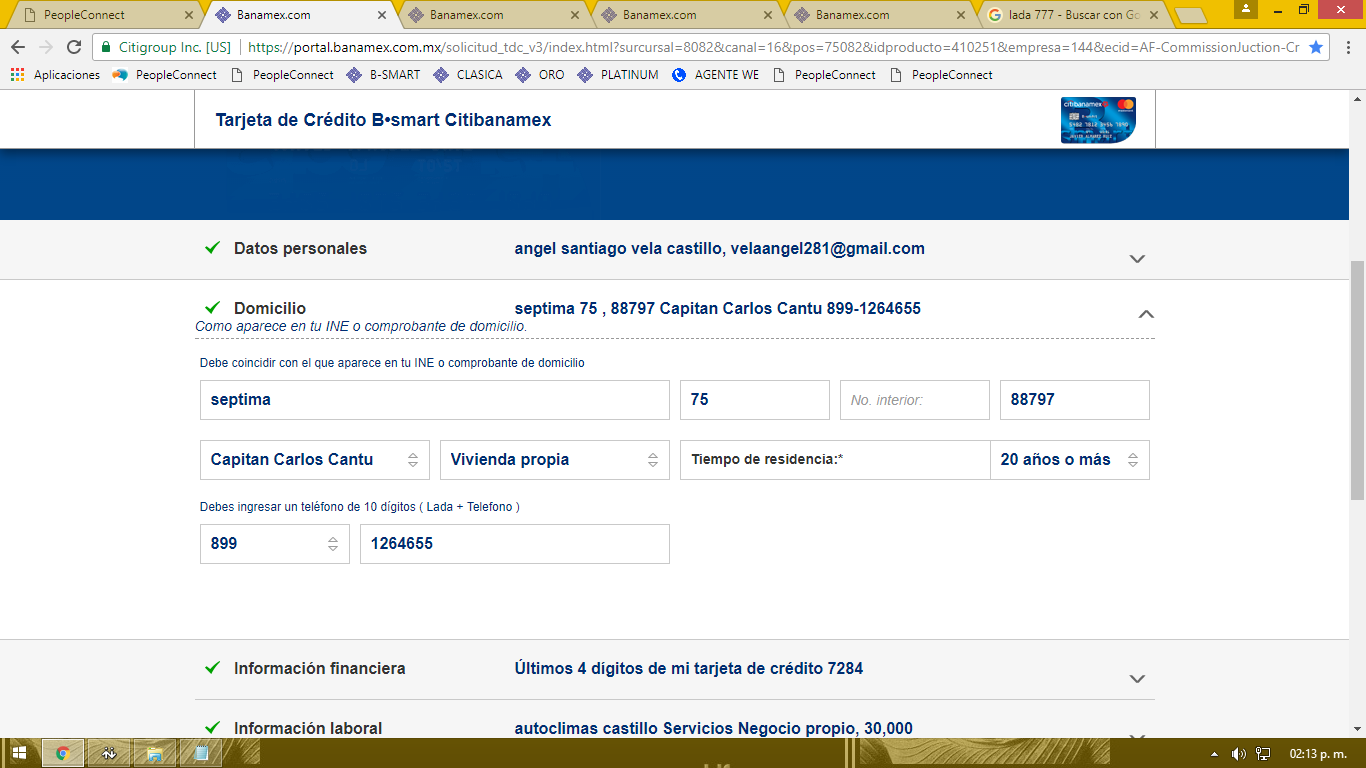 PeopleConnect
Banamex.com
Banamex.com
Banamex.com
Banamex.com
lada 777 - Buscar con Go
Citigroup Inc. [US] https://portal.banamex.com.mx/solicitud_tdc_v3/index.html?sursursal=8082&canal=16&pos=75082&idproducto=410251&empresa=144&ecid=AF-CommissionJuction-Cr
Aplicaciones PeopleConnect PeopleConnect B-SMART CLASICA ORO PLATINUM AGENTE WE PeopleConnect PeopleConnect
Tarjeta de Crédito B•smart Citibanamex
citibanamex
Datos personales angel santiago vela castillo, velaangel281@gmail.com
Domicilio septima 75 , 88797 Capitan Carlos Cantu 899-1264655
Como aparece en tu INE o comprobante de domicilio.
Debe coincidir con el que aparece en tu INE o comprobante de domicilio
septima 75 No. interior: 88797
Capitan Carlos Cantu Vivienda propia Tiempo de residencia:* 20 años o más
Debes ingresar un teléfono de 10 dígitos ( Lada + Telefono )
899 1264655
Información financiera Últimos 4 dígitos de mi tarjeta de crédito 7284
Información laboral autoclimas castillo Servicios Negocio propio, 30,000
02:13 p. m.